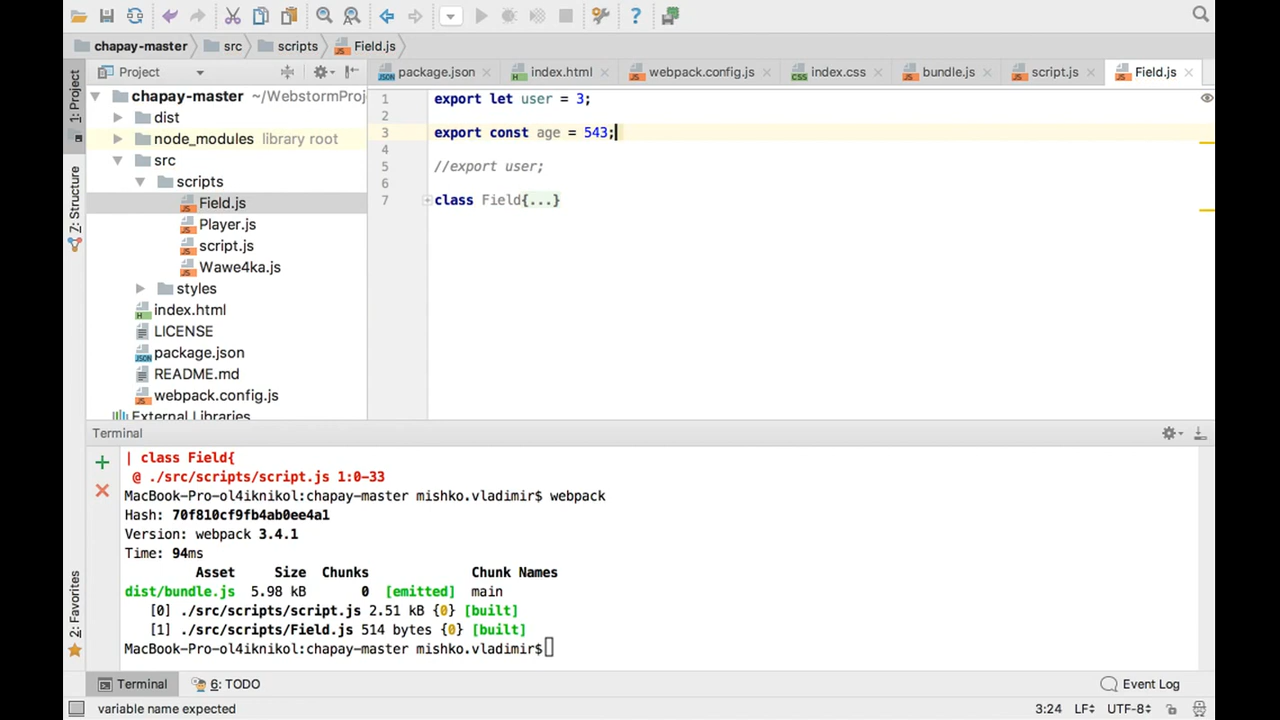 chapay-master src scripts Field.js
1: Project
Project
package.json index.html webpack.config.js index.css bundle.js script.js Field.js
chapay-master ~/WebstormProj
dist
node_modules library root
src
scripts
Field.js
Player.js
script.js
Wawe4ka.js
styles
index.html
LICENSE
package.json
README.md
webpack.config.js
External Libraries
Z: Structure
2: Favorites
1 export let user = 3;
2
3 export const age = 543;
4
5 //export user;
6
7 class Field{...}
Terminal
| class Field{
@ ./src/scripts/script.js 1:0-33
MacBook-Pro-ol4iknikol:chapay-master mishko.vladimir$ webpack
Hash: 70f810cf9fb4ab0ee4a1
Version: webpack 3.4.1
Time: 94ms
Asset Size Chunks Chunk Names
dist/bundle.js 5.98 kB 0 [emitted] main
[0] ./src/scripts/script.js 2.51 kB {0} [built]
[1] ./src/scripts/Field.js 514 bytes {0} [built]
MacBook-Pro-ol4iknikol:chapay-master mishko.vladimir$
Terminal 6: TODO Event Log
variable name expected 3:24 LF÷ UTF-8÷